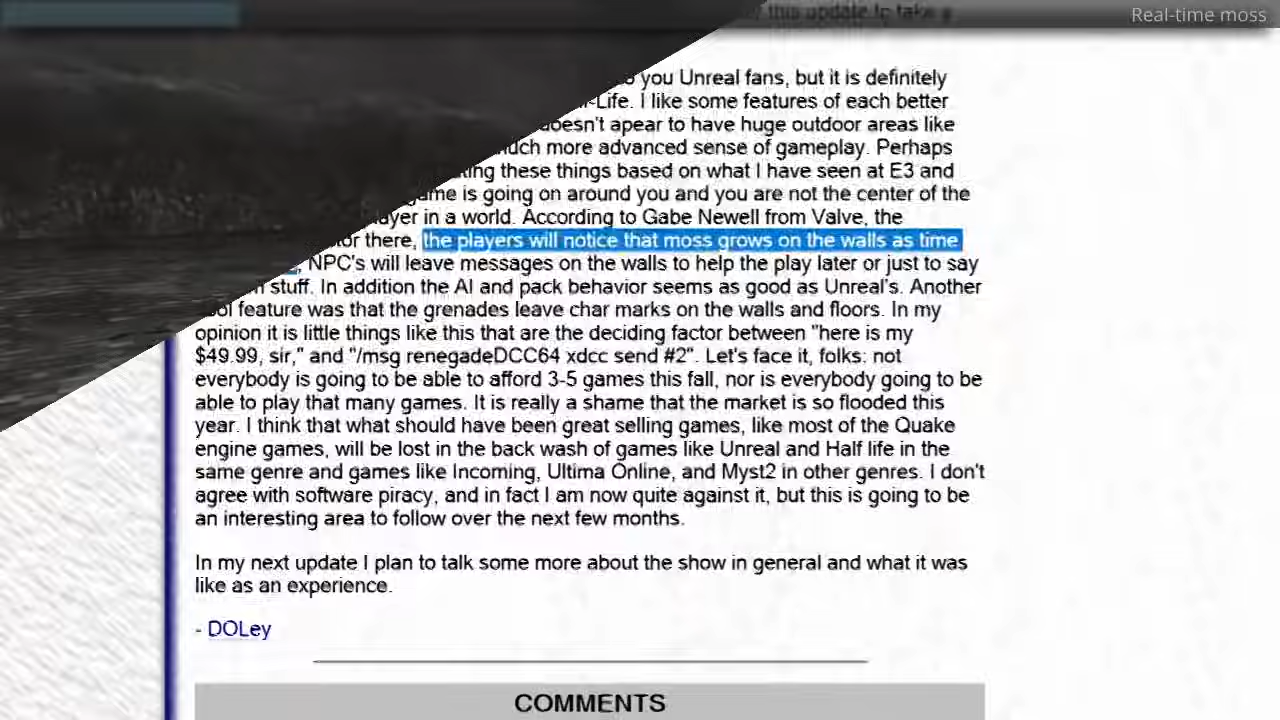 this update to take
Real-time moss
you Unreal fans, but it is definitely
-Life. I like some features of each better
doesn't apear to have huge outdoor areas like
much more advanced sense of gameplay. Perhaps
these things based on what I have seen at E3 and
game is going on around you and you are not the center of the
player in a world. According to Gabe Newell from Valve, the
there, the players will notice that moss grows on the walls as time
, NPC's will leave messages on the walls to help the play later or just to say
stuff. In addition the AI and pack behavior seems as good as Unreal's. Another
cool feature was that the grenades leave char marks on the walls and floors. In my
opinion it is little things like this that are the deciding factor between "here is my
$49.99, sir," and "/msg renegadeDCC64 xdcc send #2". Let's face it, folks: not
everybody is going to be able to afford 3-5 games this fall, nor is everybody going to be
able to play that many games. It is really a shame that the market is so flooded this
year. I think that what should have been great selling games, like most of the Quake
engine games, will be lost in the back wash of games like Unreal and Half life in the
same genre and games like Incoming, Ultima Online, and Myst2 in other genres. I don't
agree with software piracy, and in fact I am now quite against it, but this is going to be
an interesting area to follow over the next few months.
In my next update I plan to talk some more about the show in general and what it was
like as an experience.
- DOLey
COMMENTS